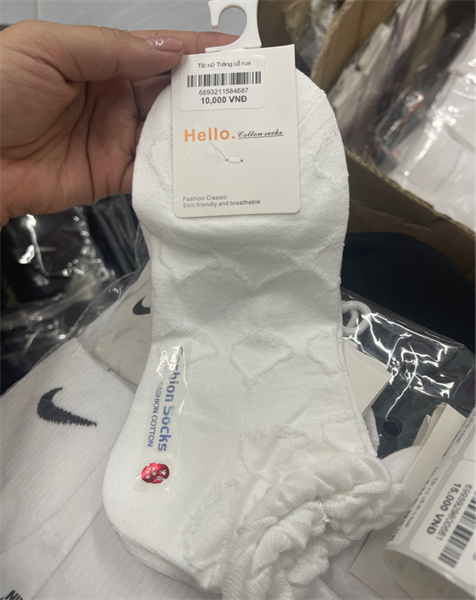 Tất nữ Trắng cổ rua
6693211584687
10,000 VNĐ
Hello. Cotton socks
Fashion Classic
Skin friendly and breathable
Fashion Socks
FASHION COTTON
15,000 VNĐ